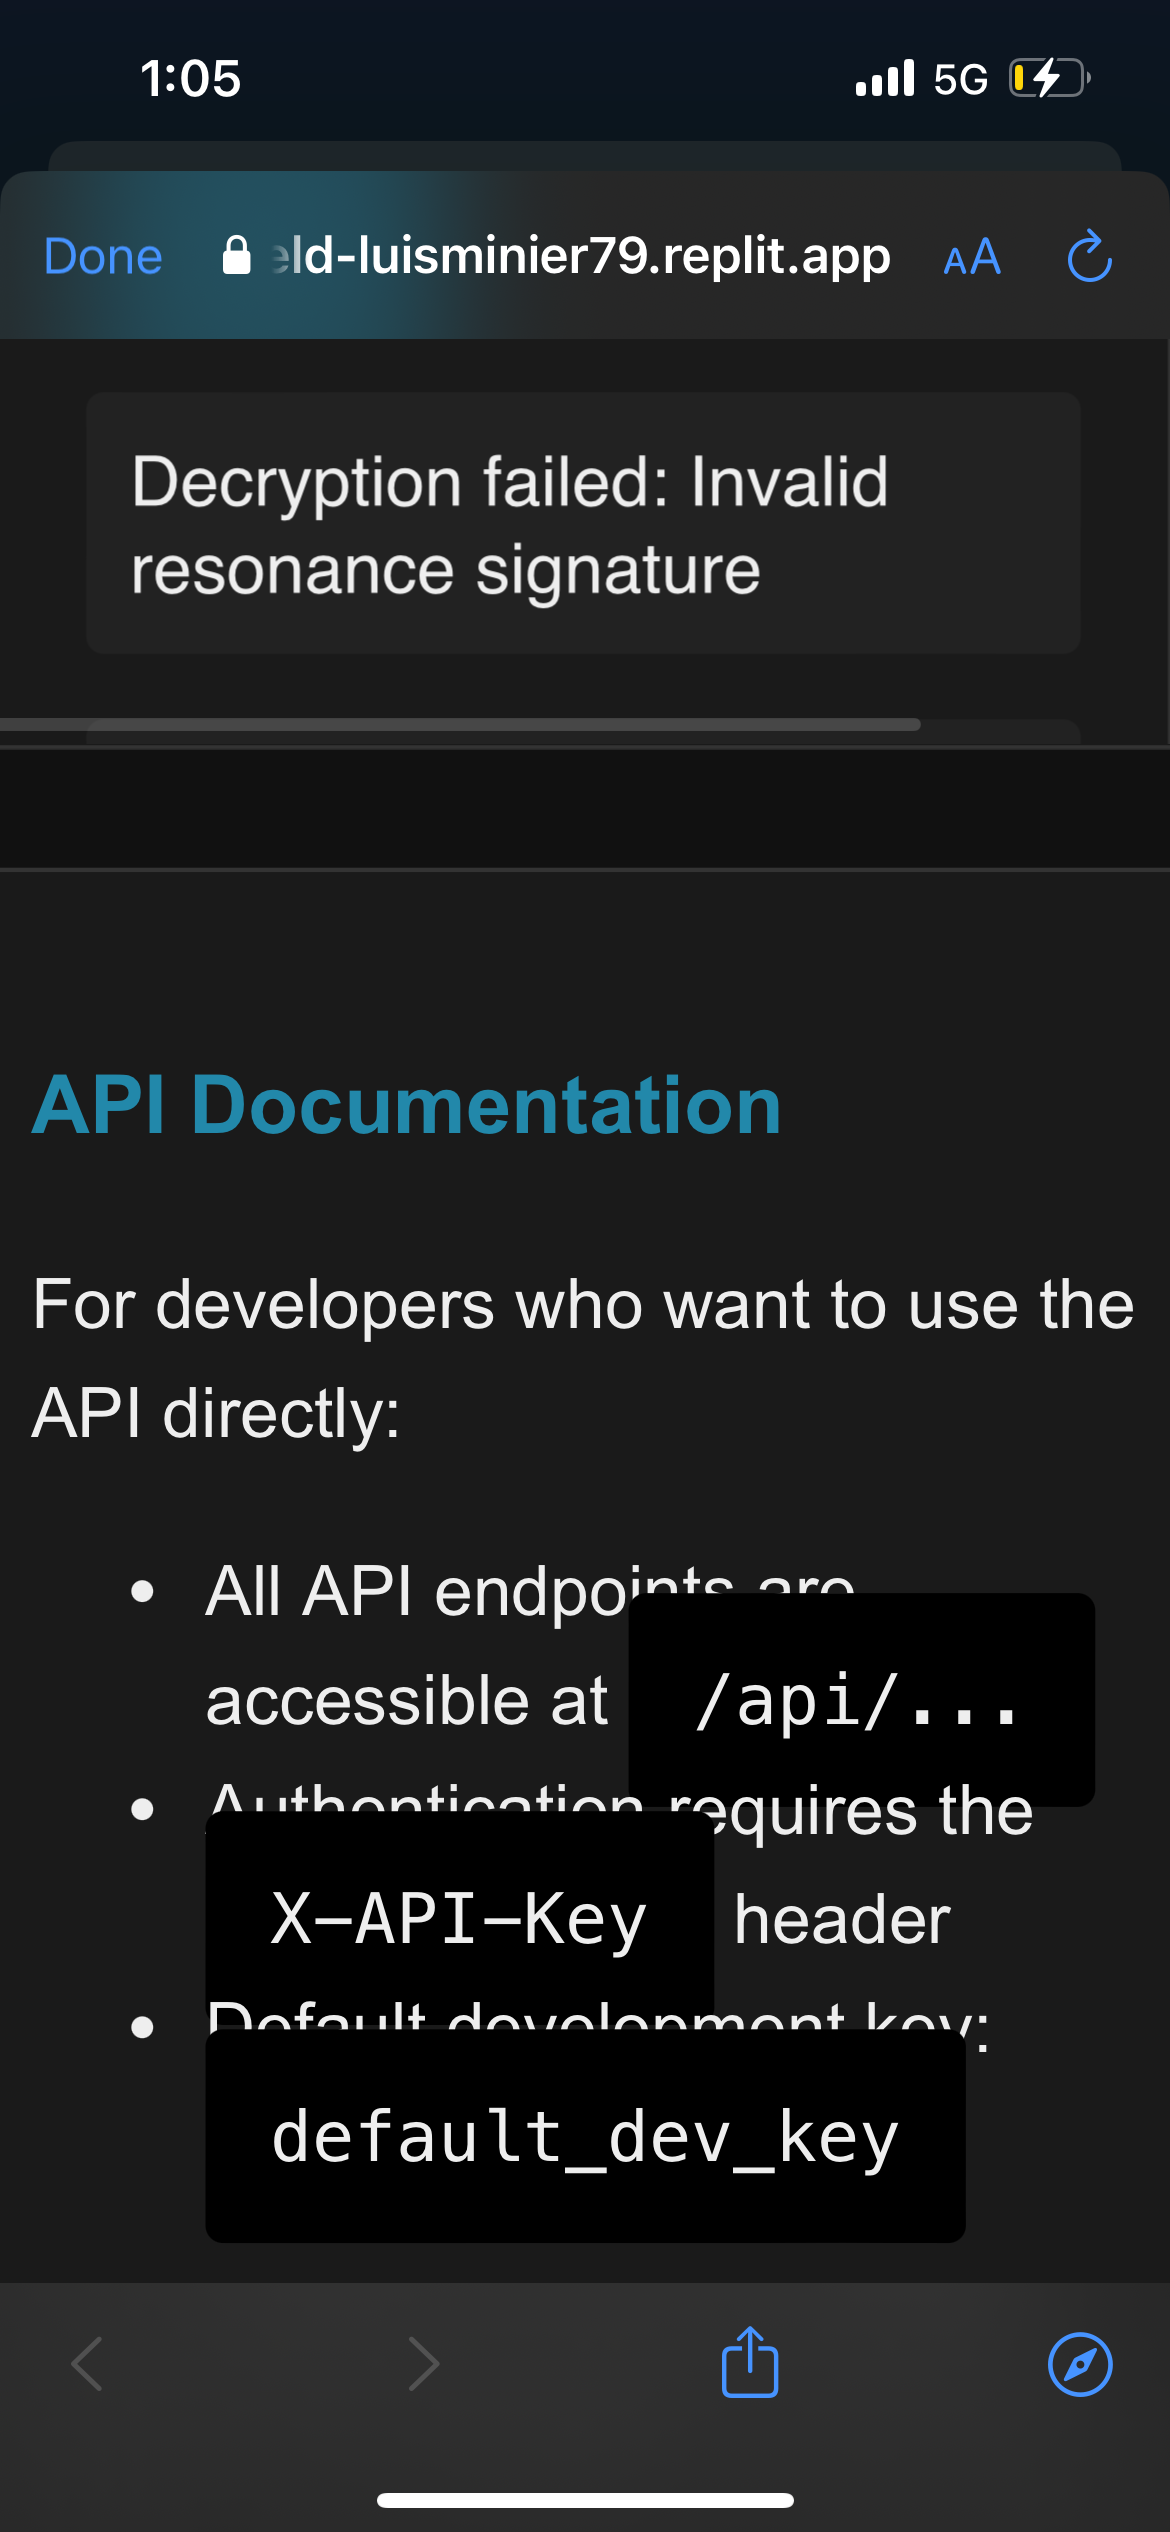 1:05
5G
Done
eld-luisminier79.replit.app
AA
Decryption failed: Invalid
resonance signature
API Documentation
For developers who want to use the
API directly:
• All API endpoints are
accessible at /api/...
• Authentication requires the
X-API-Key header
• Default development key:
default_dev_key